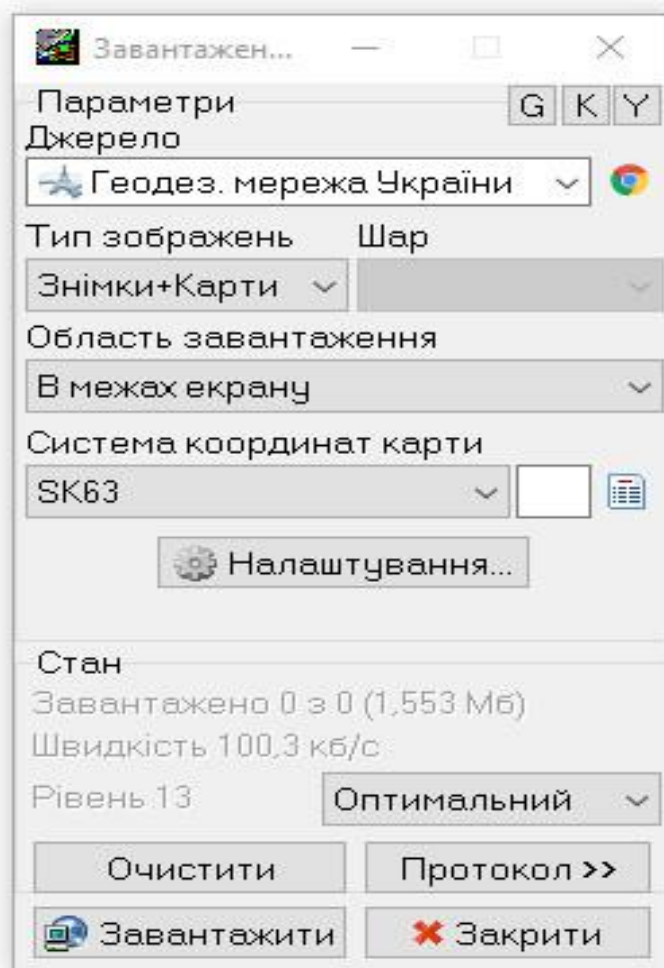 Завантажен...
Параметри G K Y
Джерело
Геодез. мережа України
Тип зображень Шар
Знімки+Карти
Область завантаження
В межах екрану
Система координат карти
SK63
Налаштування...
Стан
Завантажено 0 з 0 (1,553 Мб)
Швидкість 100,3 кб/с
Рівень 13 Оптимальний
Очистити Протокол >>
Завантажити Закрити